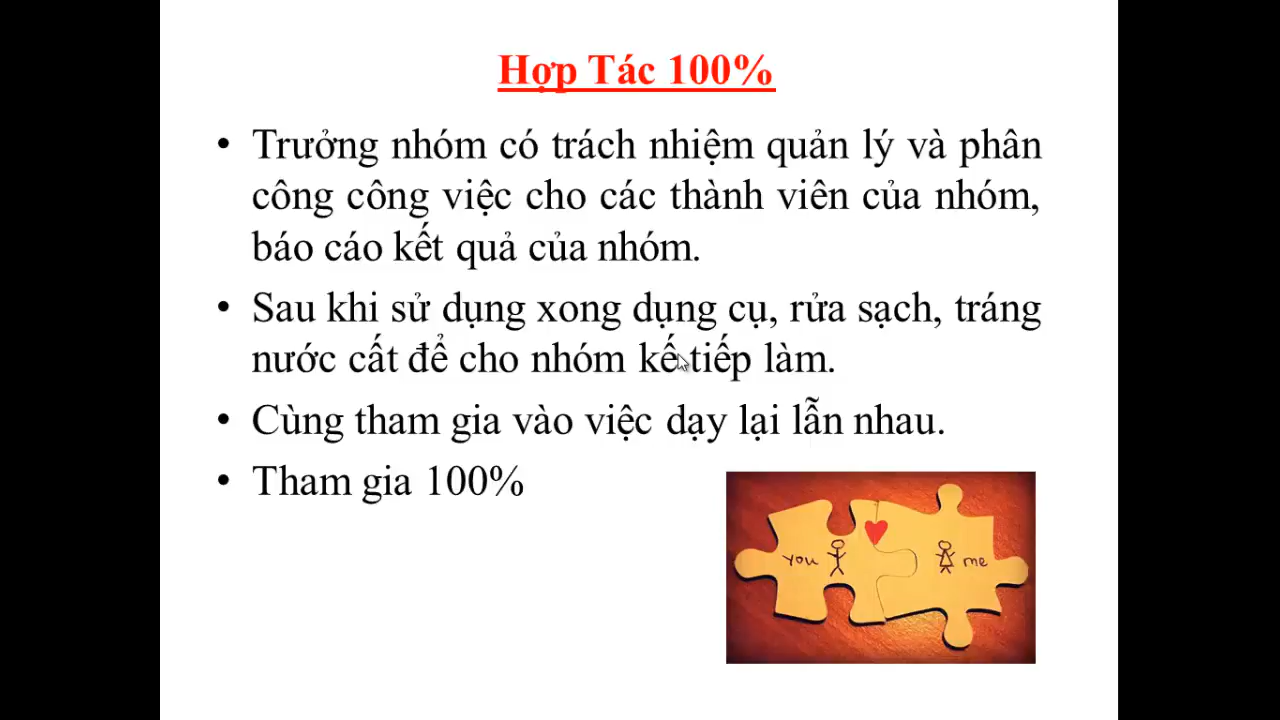 Hợp Tác 100%
• Trưởng nhóm có trách nhiệm quản lý và phân
công công việc cho các thành viên của nhóm,
báo cáo kết quả của nhóm.
• Sau khi sử dụng xong dụng cụ, rửa sạch, tráng
nước cất để cho nhóm kế tiếp làm.
• Cùng tham gia vào việc dạy lại lẫn nhau.
• Tham gia 100%
you me